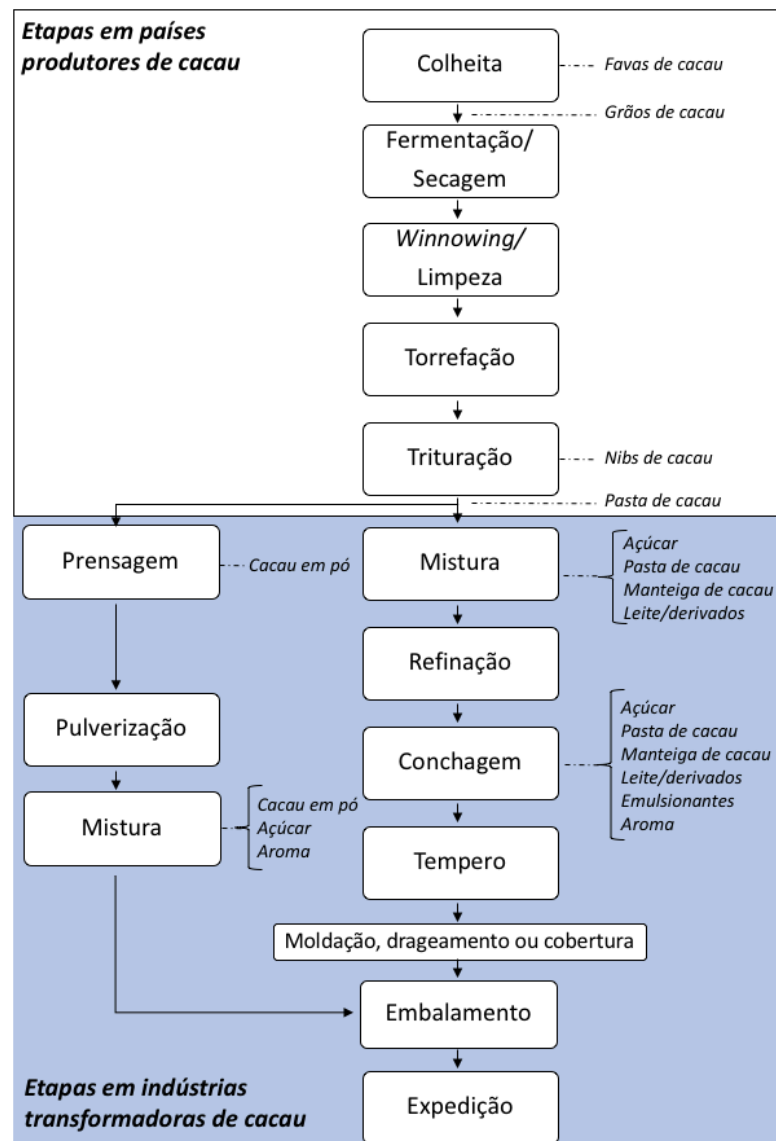 Etapas em países
produtores de cacau
Colheita
Favas de cacau
Grãos de cacau
Fermentação/
Secagem
Winnowing/
Limpeza
Torrefação
Trituração
Nibs de cacau
Pasta de cacau
Prensagem
Cacau em pó
Mistura
Açúcar
Pasta de cacau
Manteiga de cacau
Leite/derivados
Refinação
Pulverização
Conchagem
Açúcar
Pasta de cacau
Manteiga de cacau
Leite/derivados
Emulsionantes
Aroma
Mistura
Cacau em pó
Açúcar
Aroma
Tempero
Moldação, drageamento ou cobertura
Embalamento
Expedição
Etapas em indústrias
transformadoras de cacau